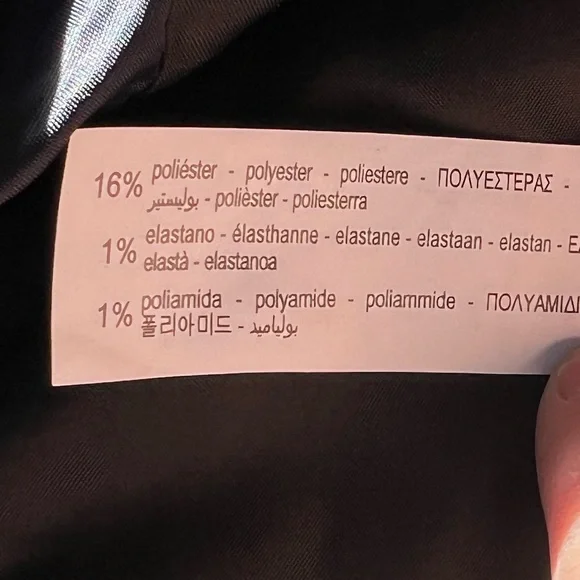 16% poliéster - polyester - poliestere - ΠΟΛΥΕΣΤΕΡΑΣ -
بوليستير - polièster - poliesterra
1% elastano - élasthanne - elastane - elastaan - elastan -
elastà - elastanoa
1% poliamida - polyamide - poliammide -
폴리아미드 - بولياميد